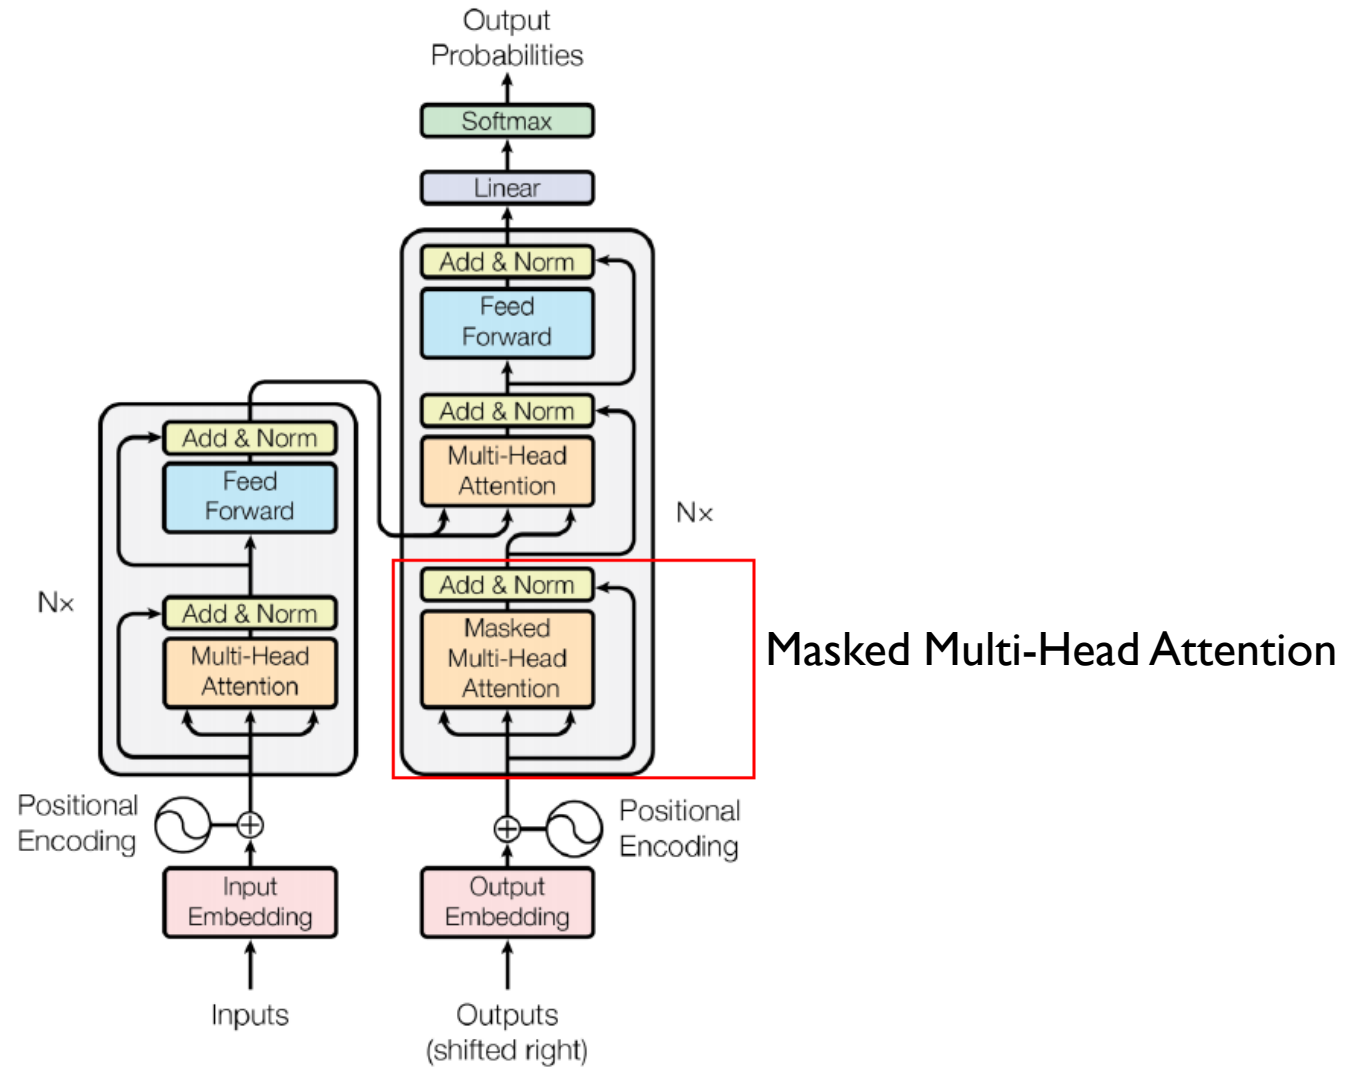 Output
Probabilities
Softmax
Linear
Add & Norm
Feed
Forward
Add & Norm
Multi-Head
Attention
Nx
Add & Norm
Masked
Multi-Head
Attention
Masked Multi-Head Attention
Positional
Encoding
Output
Embedding
Outputs
(shifted right)
Add & Norm
Feed
Forward
Nx
Add & Norm
Multi-Head
Attention
Positional
Encoding
Input
Embedding
Inputs